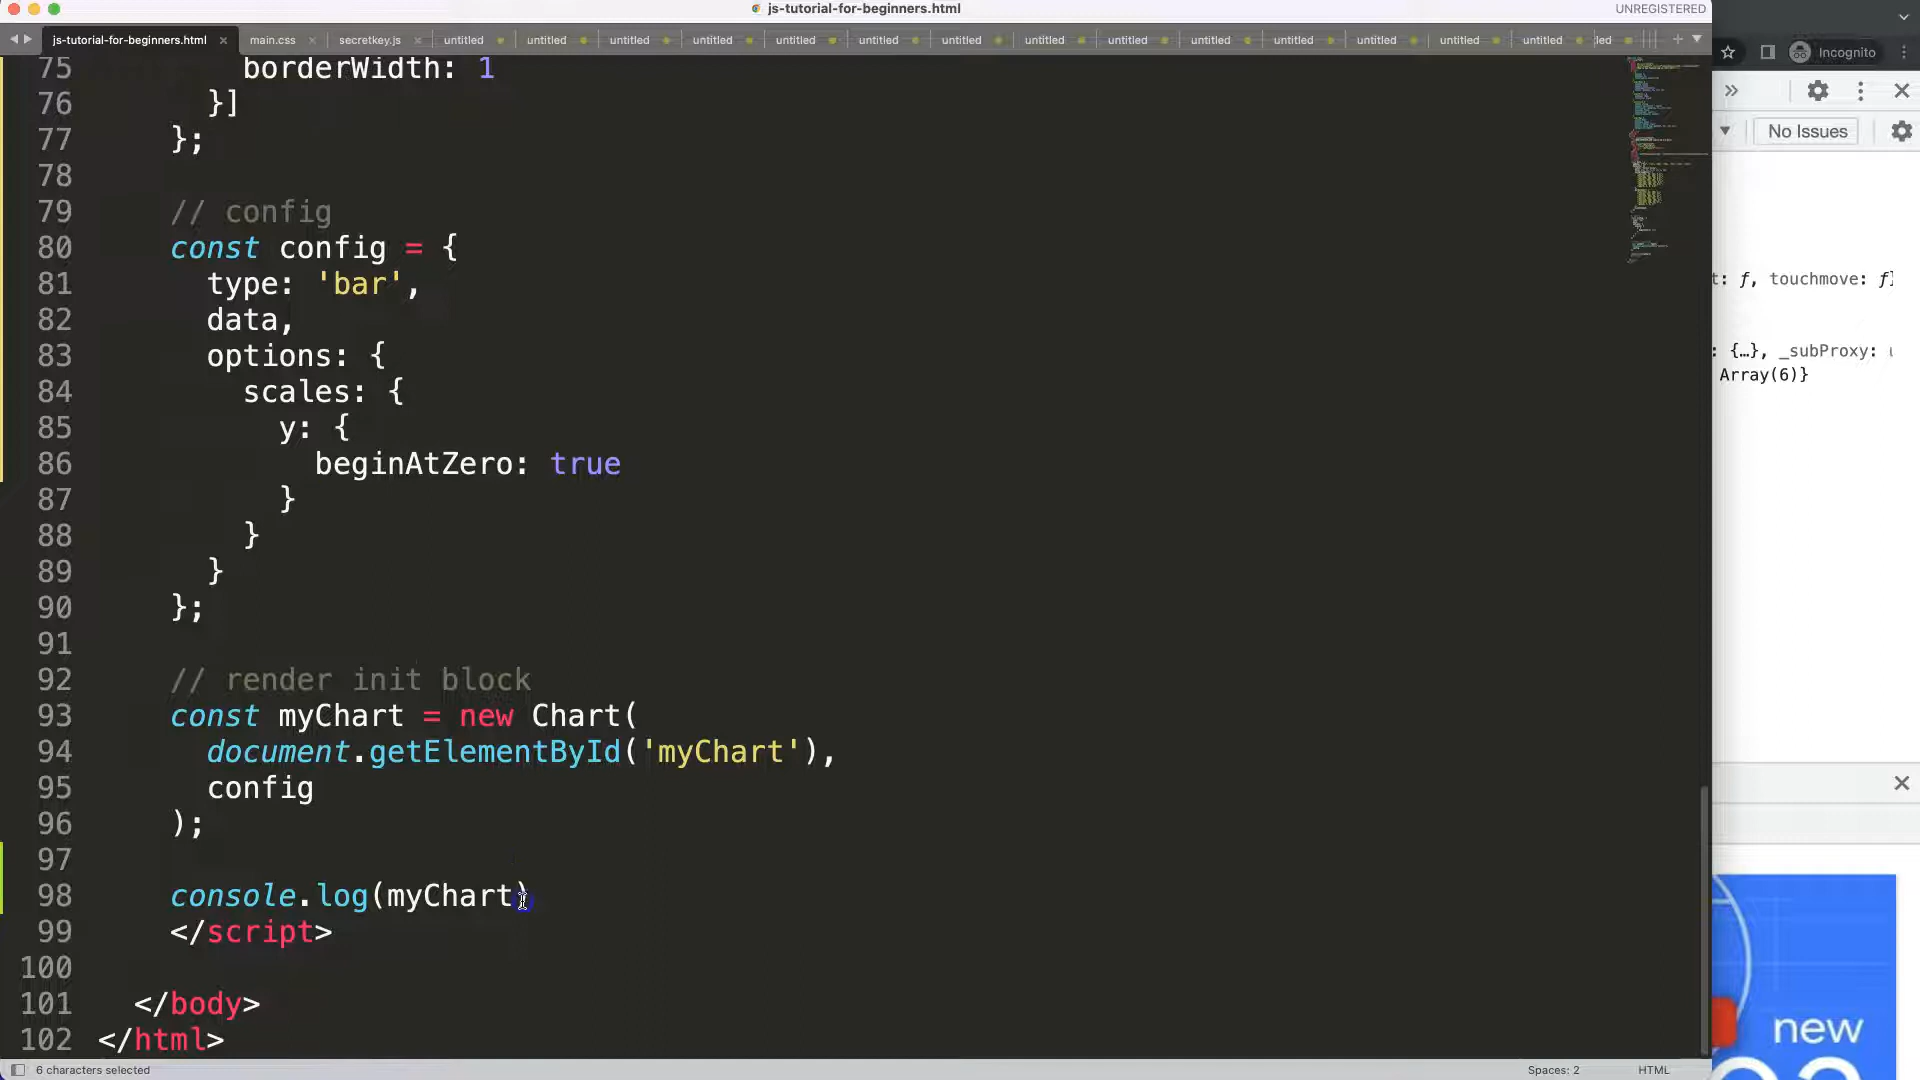 js-tutorial-for-beginners.html
UNREGISTERED
js-tutorial-for-beginners.html × main.css × secretkey.js × untitled untitled untitled untitled untitled untitled untitled untitled untitled untitled untitled untitled untitled untitled led
Incognito
No Issues
75 borderWidth: 1
76 }]
77 };
78
79 // config
80 const config = {
81 type: 'bar',
82 data,
83 options: {
84 scales: {
85 y: {
86 beginAtZero: true
87 }
88 }
89 }
90 };
91
92 // render init block
93 const myChart = new Chart(
94 document.getElementById('myChart'),
95 config
96 );
97
98 console.log(myChart)
99 </script>
100
101 </body>
102 </html>
t: ƒ, touchmove: ƒ}
: {…}, _subProxy: u
Array(6)}
new
6 characters selected
Spaces: 2
HTML